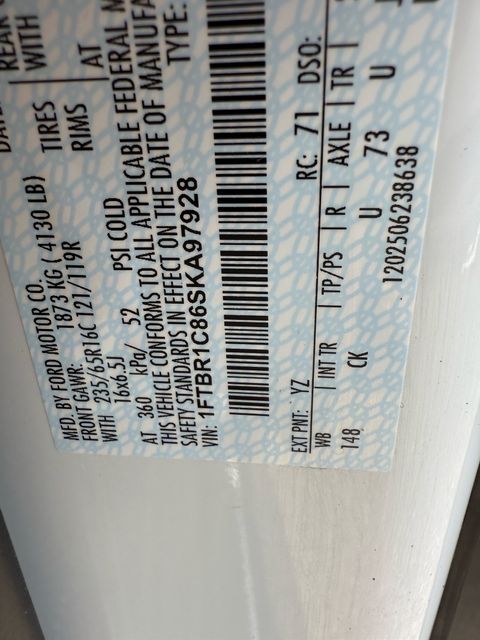 MFD. BY FORD MOTOR CO.
FRONT GAWR: 1873 KG ( 4130 LB)
WITH 235/65R16C 121/119R TIRES WITH
16x6.5J RIMS AT
AT 360 kPa/ 52 PSI COLD
THIS VEHICLE CONFORMS TO ALL APPLICABLE FEDERAL
SAFETY STANDARDS IN EFFECT ON THE DATE OF
VIN: 1FTBR1C86SKA97928 TYPE:
EXT PNT: YZ RC: 71 DSO:
WB INT TR TP/PS R AXLE TR
148 CK U 73 U
1202506238638